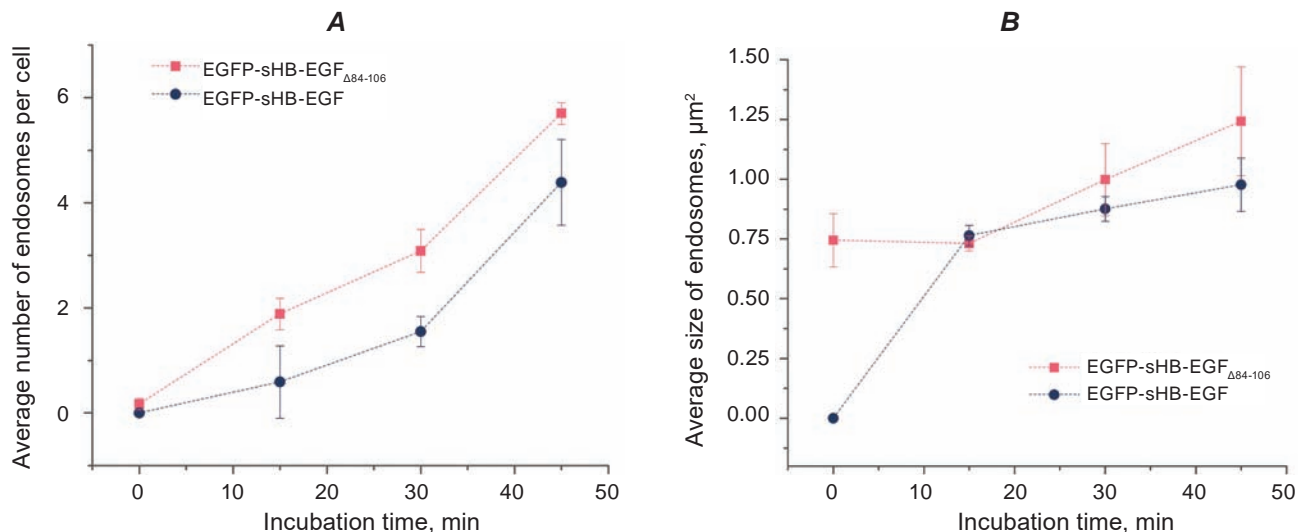 A
Average number of endosomes per cell
6
4
2
0
EGFP-sHB-EGFΔ84-106
EGFP-sHB-EGF
0 10 20 30 40 50
Incubation time, min
B
Average size of endosomes, µm²
1.50
1.25
1.00
0.75
0.50
0.25
0.00
EGFP-sHB-EGFΔ84-106
EGFP-sHB-EGF
0 10 20 30 40 50
Incubation time, min